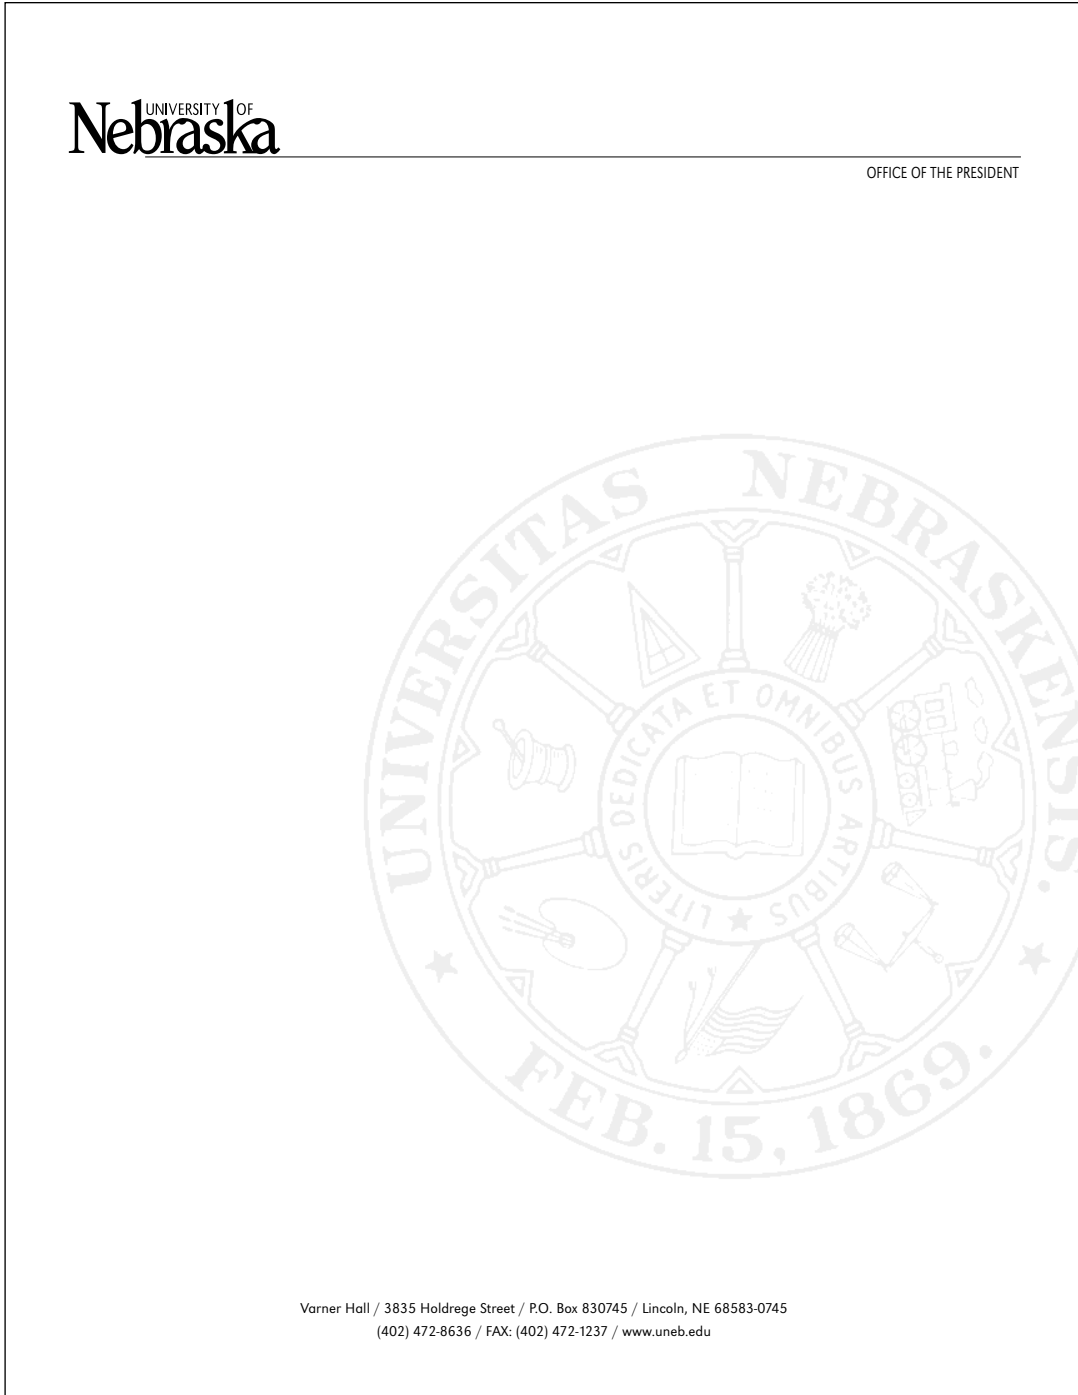 UNIVERSITY OF
Nebraska
OFFICE OF THE PRESIDENT
UNIVERSITAS NEBRASKENSIS.
LITERIS DEDICATA ET OMNIBUS ARTIBUS
FEB. 15, 1869.
Varner Hall / 3835 Holdrege Street / P.O. Box 830745 / Lincoln, NE 68583-0745
(402) 472-8636 / FAX: (402) 472-1237 / www.uneb.edu